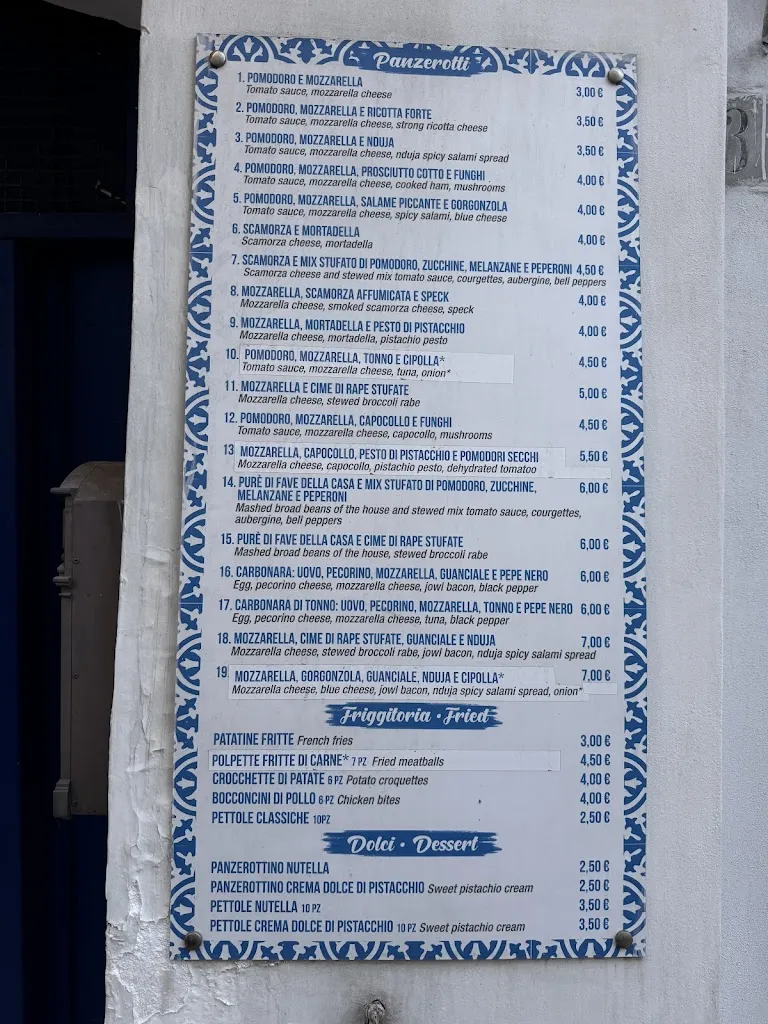 Panzerotti
1. POMODORO E MOZZARELLA 3,00 €
Tomato sauce, mozzarella cheese
2. POMODORO, MOZZARELLA E RICOTTA FORTE 3,50 €
Tomato sauce, mozzarella cheese, strong ricotta cheese
3. POMODORO, MOZZARELLA E NDUJA 3,50 €
Tomato sauce, mozzarella cheese, nduja spicy salami spread
4. POMODORO, MOZZARELLA, PROSCIUTTO COTTO E FUNGHI 4,00 €
Tomato sauce, mozzarella cheese, cooked ham, mushrooms
5. POMODORO, MOZZARELLA, SALAME PICCANTE E GORGONZOLA 4,00 €
Tomato sauce, mozzarella cheese, spicy salami, blue cheese
6. SCAMORZA E MORTADELLA 4,00 €
Scamorza cheese, mortadella
7. SCAMORZA E MIX STUFATO DI POMODORO, ZUCCHINE, MELANZANE E PEPERONI 4,50 €
Scamorza cheese and stewed mix tomato sauce, courgettes, aubergine, bell peppers
8. MOZZARELLA, SCAMORZA AFFUMICATA E SPECK 4,00 €
Mozzarella cheese, smoked scamorza cheese, speck
9. MOZZARELLA, MORTADELLA E PESTO DI PISTACCHIO 4,00 €
Mozzarella cheese, mortadella, pistachio pesto
10. POMODORO, MOZZARELLA, TONNO E CIPOLLA* 4,50 €
Tomato sauce, mozzarella cheese, tuna, onion*
11. MOZZARELLA E CIME DI RAPE STUFATE 5,00 €
Mozzarella cheese, stewed broccoli rabe
12. POMODORO, MOZZARELLA, CAPOCOLLO E FUNGHI 4,50 €
Tomato sauce, mozzarella cheese, capocollo, mushrooms
13 MOZZARELLA, CAPOCOLLO, PESTO DI PISTACCHIO E POMODORI SECCHI 5,50 €
Mozzarella cheese, capocollo, pistachio pesto, dehydrated tomatoo
14. PURÈ DI FAVE DELLA CASA E MIX STUFATO DI POMODORO, ZUCCHINE, 6,00 €
MELANZANE E PEPERONI
Mashed broad beans of the house and stewed mix tomato sauce, courgettes,
aubergine, bell peppers
15. PURÈ DI FAVE DELLA CASA E CIME DI RAPE STUFATE 6,00 €
Mashed broad beans of the house, stewed broccoli rabe
16. CARBONARA: UOVO, PECORINO, MOZZARELLA, GUANCIALE E PEPE NERO 6,00 €
Egg, pecorino cheese, mozzarella cheese, jowl bacon, black pepper
17. CARBONARA DI TONNO: UOVO, PECORINO, MOZZARELLA, TONNO E PEPE NERO 6,00 €
Egg, pecorino cheese, mozzarella cheese, tuna, black pepper
18. MOZZARELLA, CIME DI RAPE STUFATE, GUANCIALE E NDUJA 7,00 €
Mozzarella cheese, stewed broccoli rabe, jowl bacon, nduja spicy salami spread
19 MOZZARELLA, GORGONZOLA, GUANCIALE, NDUJA E CIPOLLA* 7,00 €
Mozzarella cheese, blue cheese, jowl bacon, nduja spicy salami spread, onion*
Friggitoria • Fried
PATATINE FRITTE French fries 3,00 €
POLPETTE FRITTE DI CARNE* 7 PZ Fried meatballs 4,50 €
CROCCHETTE DI PATATE 6 PZ Potato croquettes 4,00 €
BOCCONCINI DI POLLO 6 PZ Chicken bites 4,00 €
PETTOLE CLASSICHE 10PZ 2,50 €
Dolci • Dessert
PANZEROTTINO NUTELLA 2,50 €
PANZEROTTINO CREMA DOLCE DI PISTACCHIO Sweet pistachio cream 2,50 €
PETTOLE NUTELLA 10 PZ 3,50 €
PETTOLE CREMA DOLCE DI PISTACCHIO 10 PZ Sweet pistachio cream 3,50 €